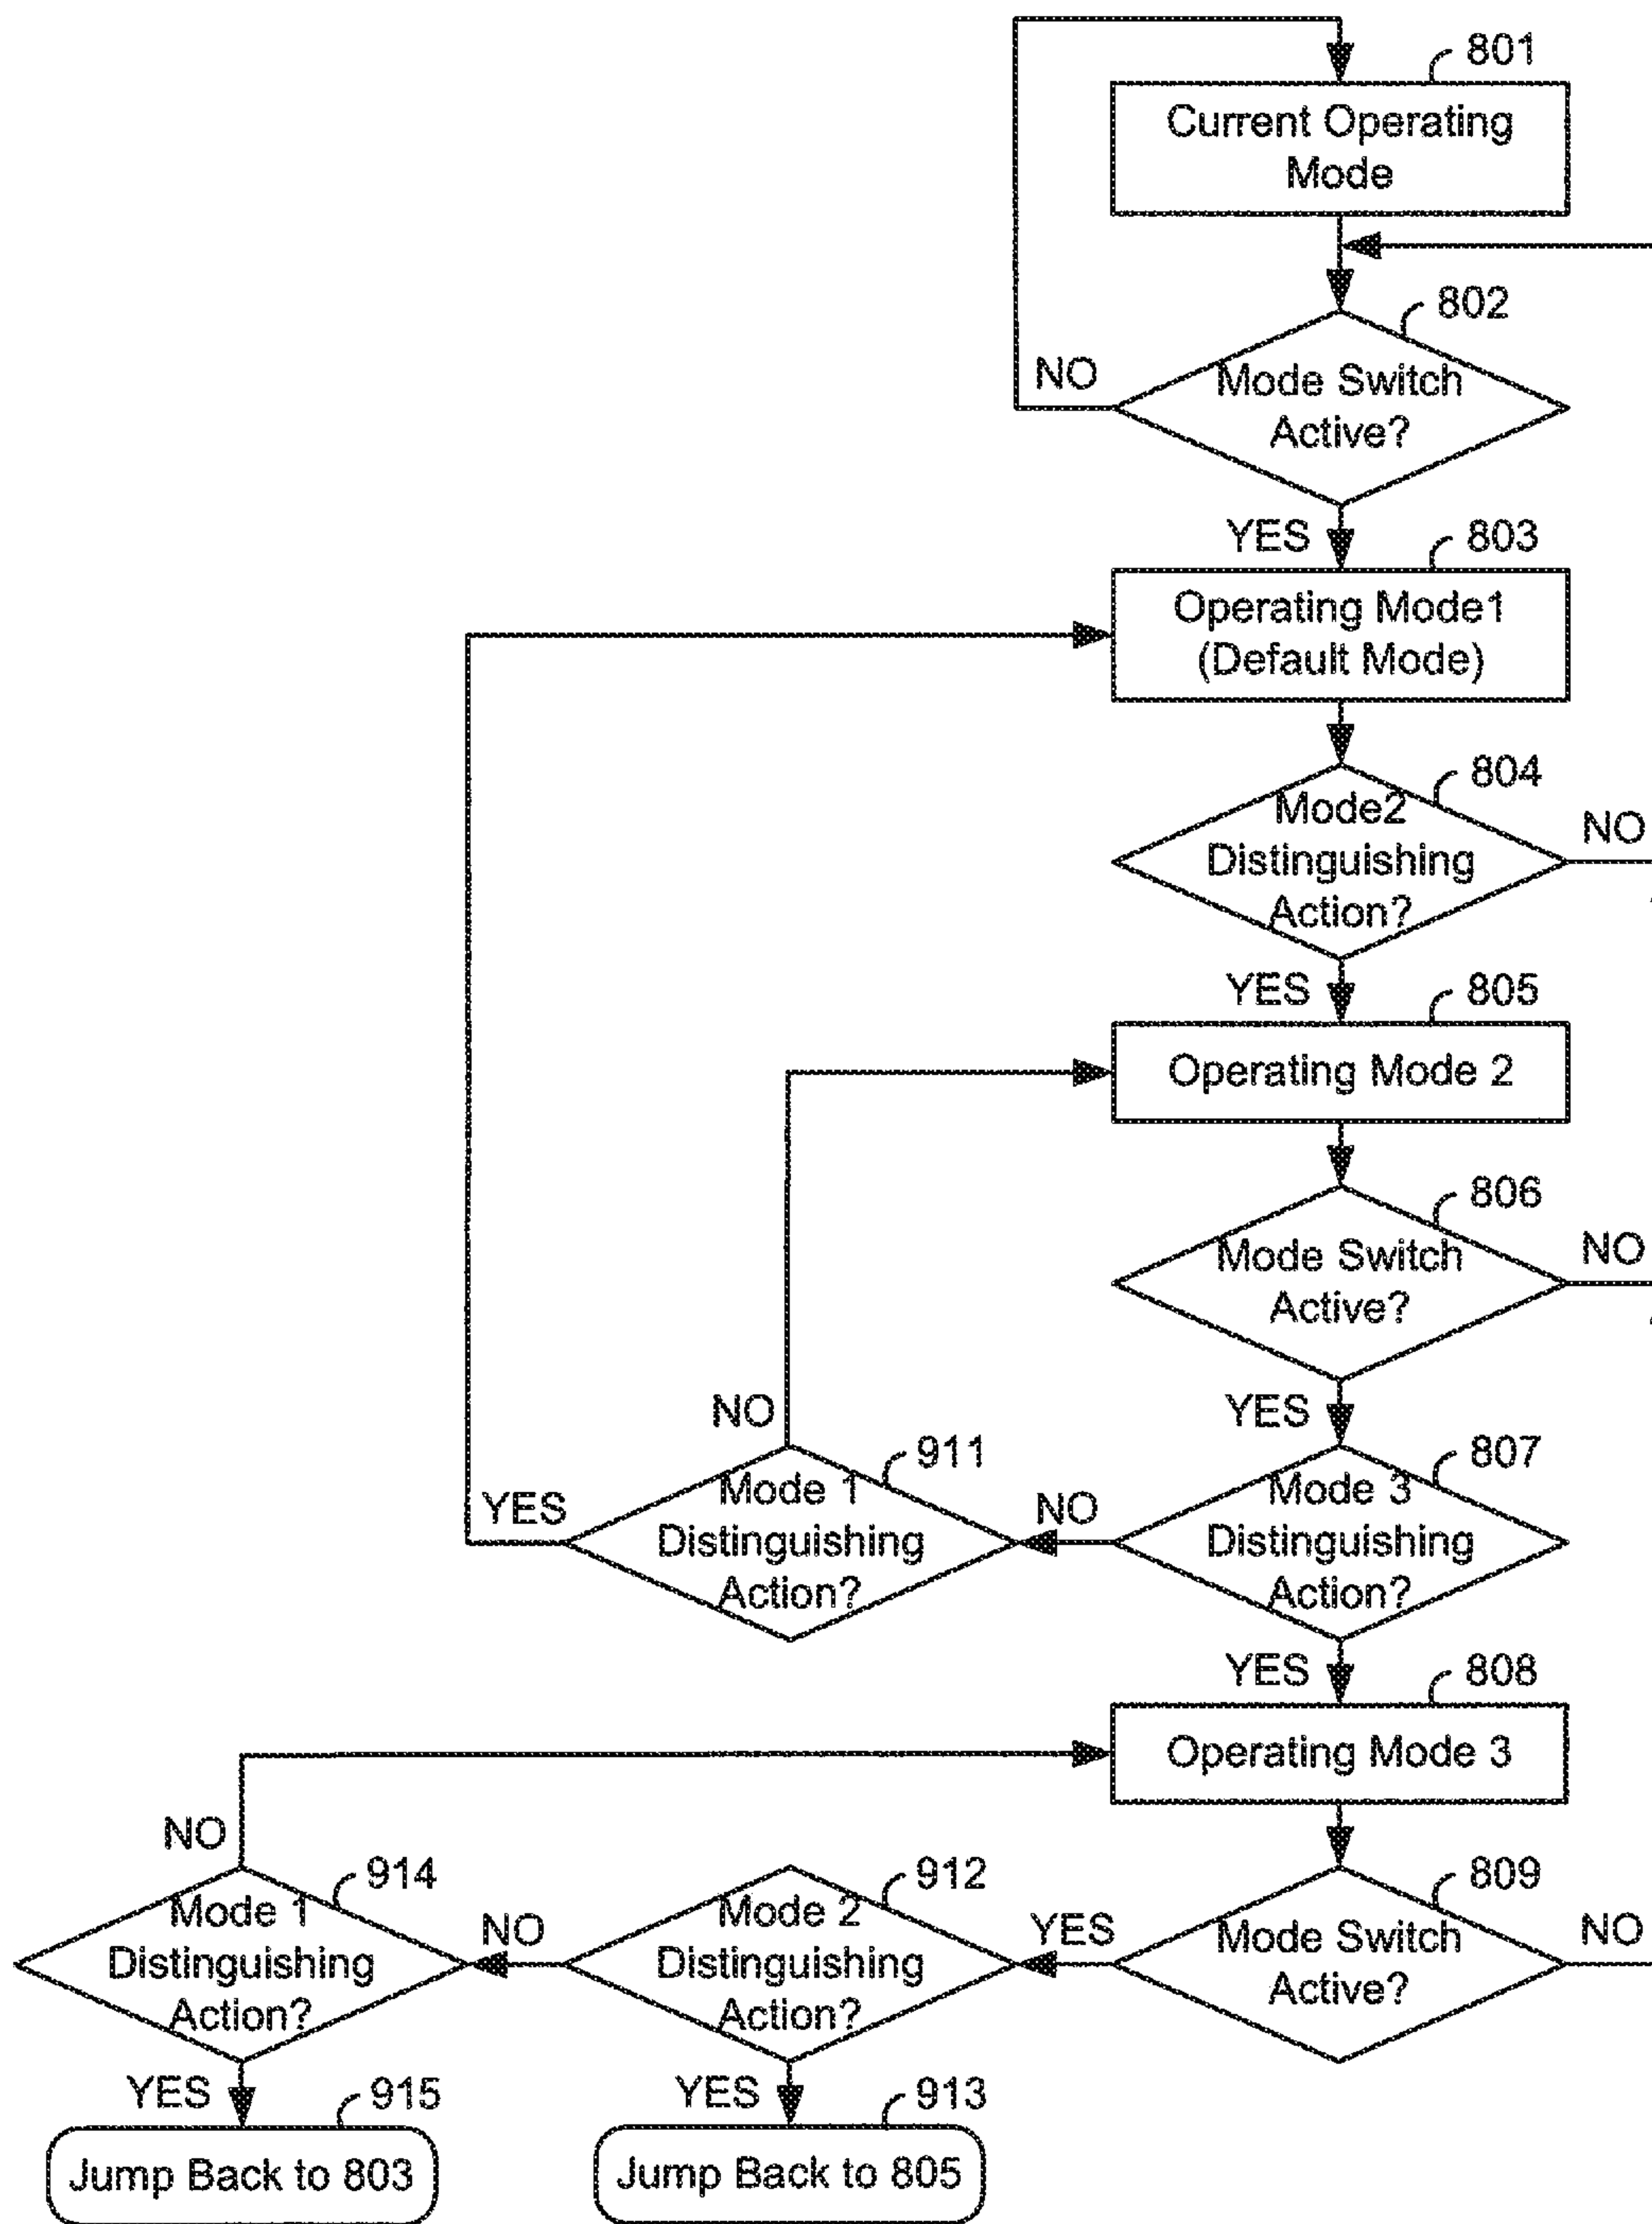 801
Current Operating
Mode
802
Mode Switch
Active?
NO
YES
803
Operating Mode1
(Default Mode)
804
Mode2
Distinguishing
Action?
NO
YES
805
Operating Mode 2
806
Mode Switch
Active?
NO
YES
807
Mode 3
Distinguishing
Action?
NO
911
Mode 1
Distinguishing
Action?
NO
YES
YES
808
Operating Mode 3
809
Mode Switch
Active?
NO
YES
912
Mode 2
Distinguishing
Action?
NO
914
Mode 1
Distinguishing
Action?
NO
YES
915
Jump Back to 803
YES
913
Jump Back to 805